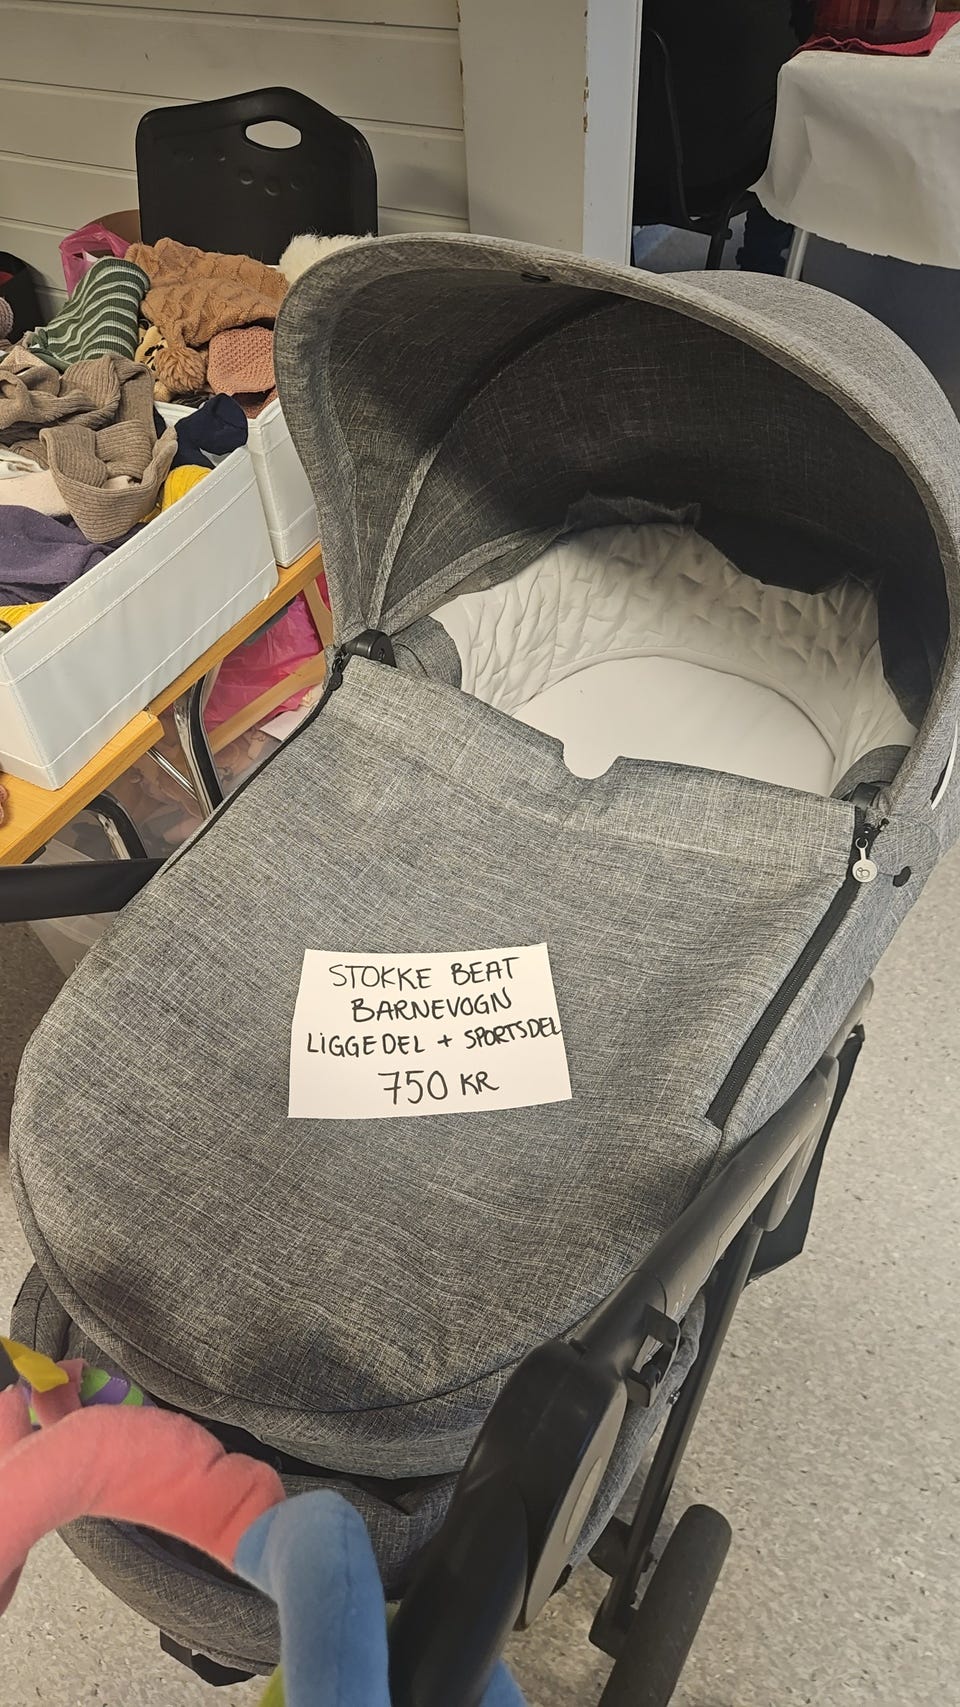 STOKKE BEAT
BARNEVOGN
LIGGEDEL + SPORTSDEL
750 KR